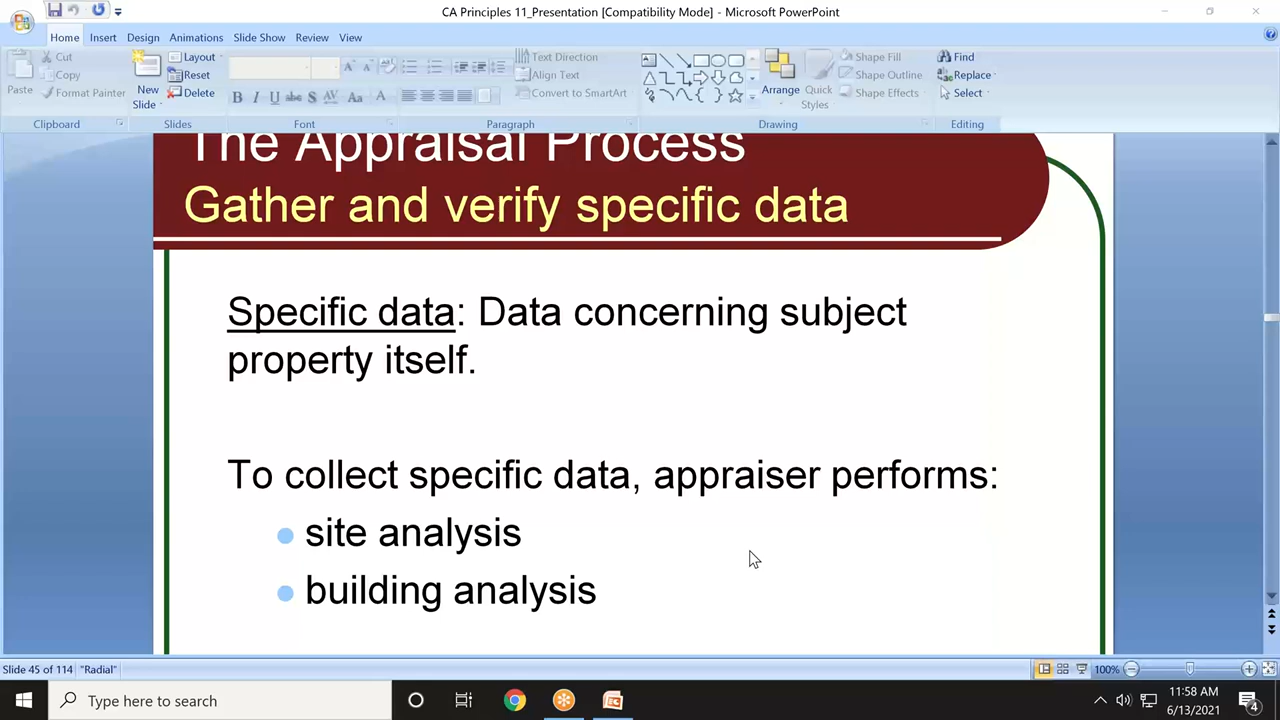 CA Principles 11_Presentation [Compatibility Mode] - Microsoft PowerPoint
Home Insert Design Animations Slide Show Review View
Paste
Cut
Copy
Format Painter
Clipboard
New
Slide
Layout
Reset
Delete
Slides
B I U abc S AV Aa A
Font
Text Direction
Align Text
Convert to SmartArt
Paragraph
Arrange
Quick
Styles
Shape Fill
Shape Outline
Shape Effects
Drawing
Find
Replace
Select
Editing
The Appraisal Process
Gather and verify specific data
Specific data: Data concerning subject
property itself.
To collect specific data, appraiser performs:
site analysis
building analysis
Slide 45 of 114 "Radial" 100%
Type here to search
11:58 AM
6/13/2021
4